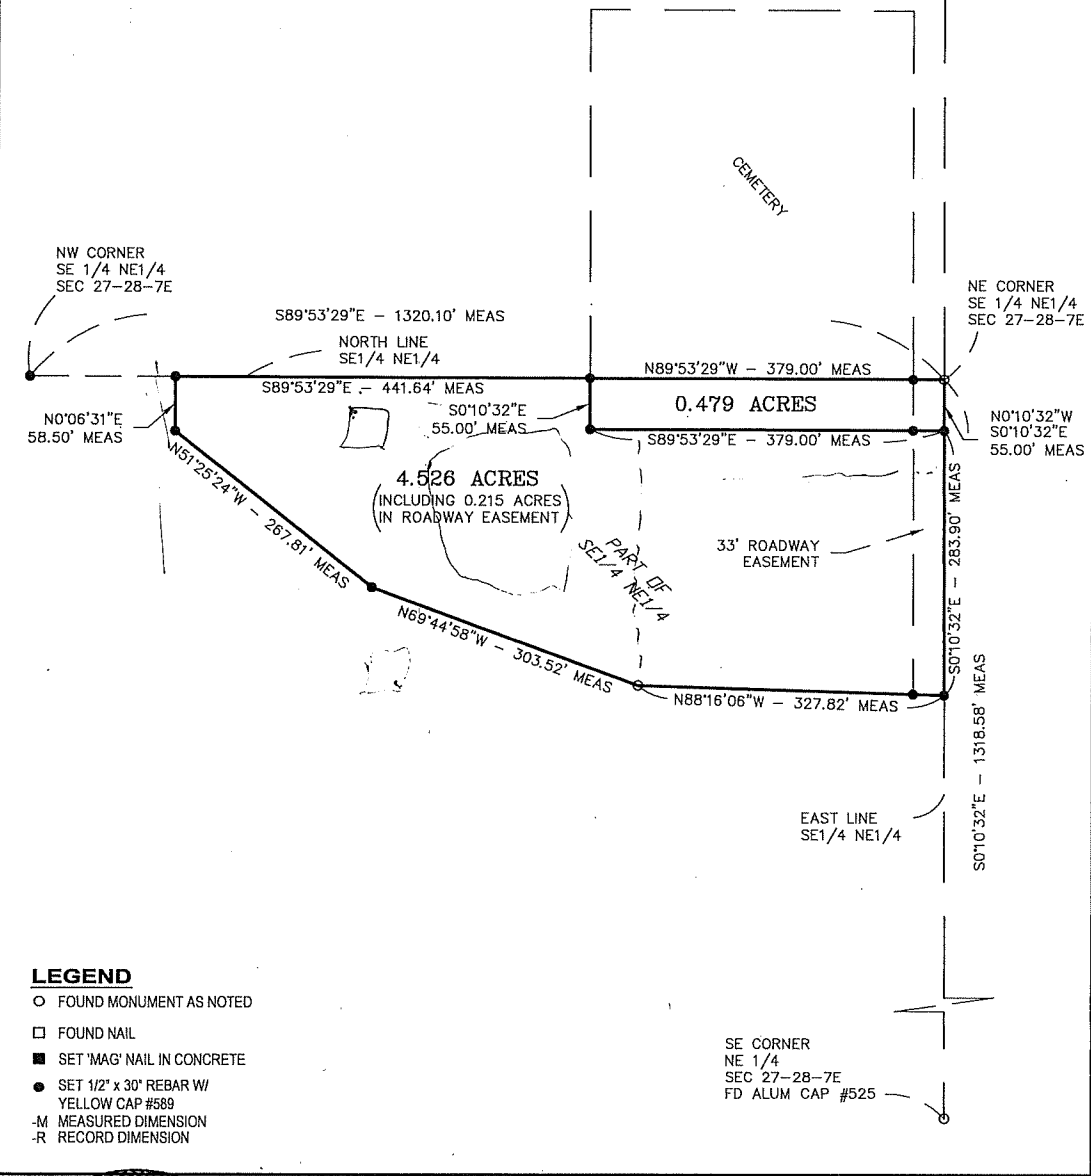 CEMETERY
NW CORNER
SE 1/4 NE1/4
SEC 27-28-7E
NE CORNER
SE 1/4 NE1/4
SEC 27-28-7E
S89°53'29"E - 1320.10' MEAS
NORTH LINE
SE1/4 NE1/4
N89°53'29"W - 379.00' MEAS
S89°53'29"E - 441.64' MEAS
N0°06'31"E
58.50' MEAS
S0°10'32"E
55.00' MEAS
0.479 ACRES
N0°10'32"W
S0°10'32"E
55.00' MEAS
S89°53'29"E - 379.00' MEAS
N51°25'24"W - 267.81' MEAS
4.526 ACRES
(INCLUDING 0.215 ACRES
IN ROADWAY EASEMENT)
PART OF
SE1/4 NE1/4
33' ROADWAY
EASEMENT
S0°10'32"E - 283.90' MEAS
N69°44'58"W - 303.52' MEAS
N88°16'06"W - 327.82' MEAS
S0°10'32"E - 1318.58' MEAS
EAST LINE
SE1/4 NE1/4
LEGEND
FOUND MONUMENT AS NOTED
FOUND NAIL
SET 'MAG' NAIL IN CONCRETE
SET 1/2" x 30" REBAR W/
YELLOW CAP #589
-M MEASURED DIMENSION
-R RECORD DIMENSION
SE CORNER
NE 1/4
SEC 27-28-7E
FD ALUM CAP #525